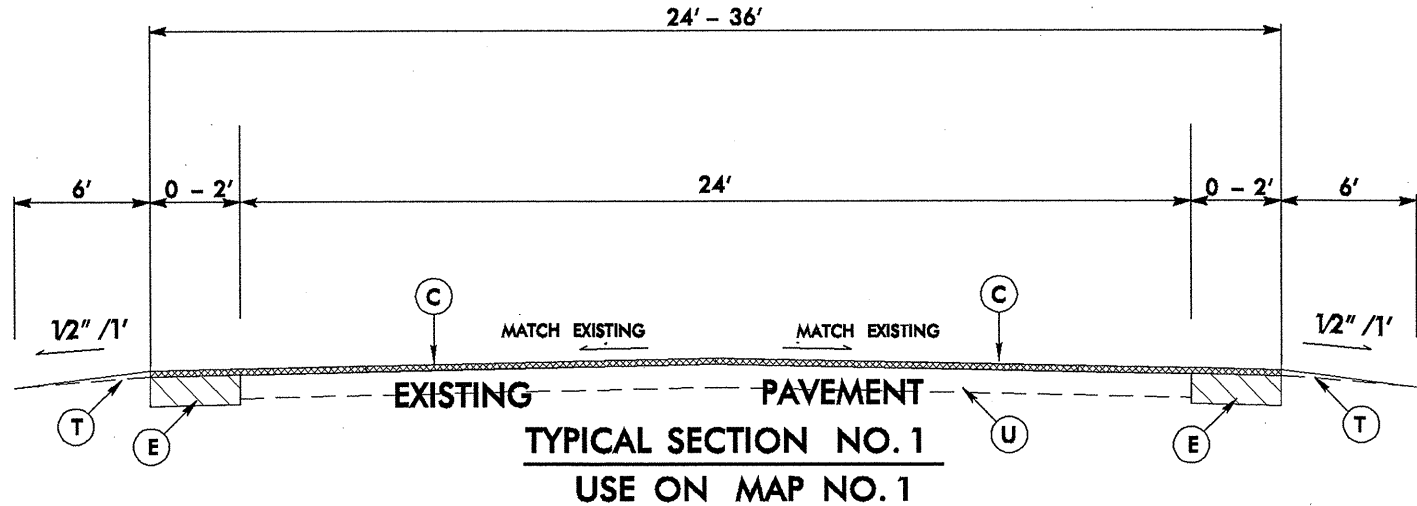 24' – 36'
6' 0 – 2' 24' 0 – 2' 6'
C C
1/2" /1' MATCH EXISTING MATCH EXISTING 1/2" /1'
EXISTING PAVEMENT
T E U E T
TYPICAL SECTION NO. 1
USE ON MAP NO. 1